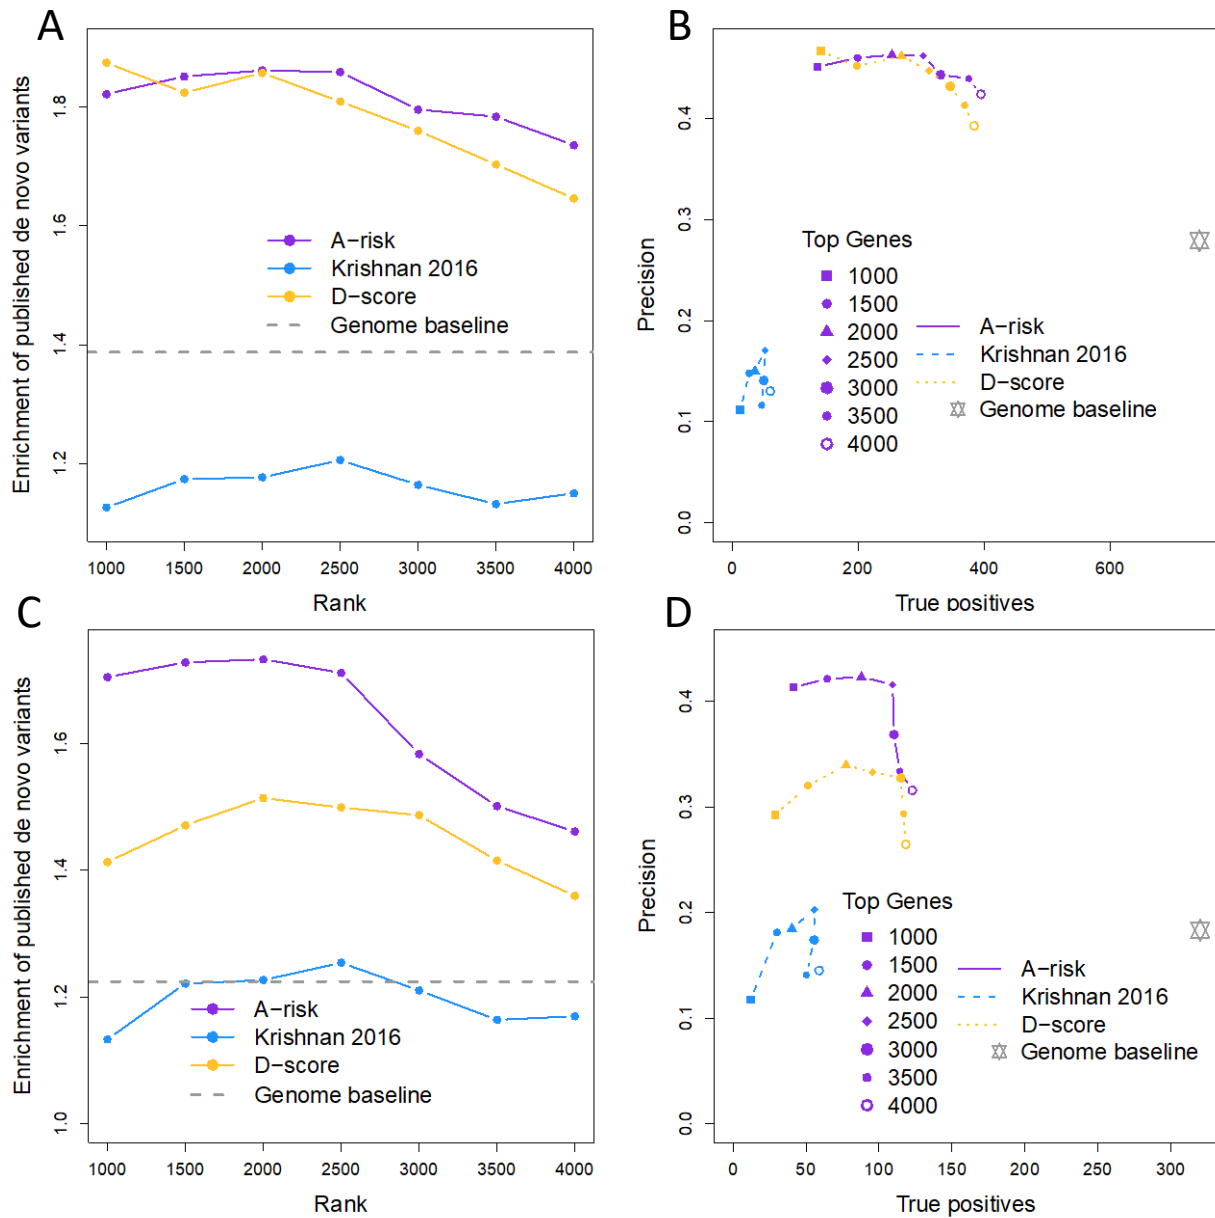 A
Enrichment of published de novo variants
1.8
1.6
1.4
1.2
A−risk
Krishnan 2016
D−score
Genome baseline
1000 1500 2000 2500 3000 3500 4000
Rank
B
Precision
0.4
0.3
0.2
0.1
0.0
Top Genes
1000
1500
2000
2500
3000
3500
4000
A−risk
Krishnan 2016
D−score
Genome baseline
0 200 400 600
True positives
C
Enrichment of published de novo variants
1.6
1.4
1.2
1.0
A−risk
Krishnan 2016
D−score
Genome baseline
1000 1500 2000 2500 3000 3500 4000
Rank
D
Precision
0.4
0.3
0.2
0.1
0.0
Top Genes
1000
1500
2000
2500
3000
3500
4000
A−risk
Krishnan 2016
D−score
Genome baseline
0 50 100 150 200 250 300
True positives